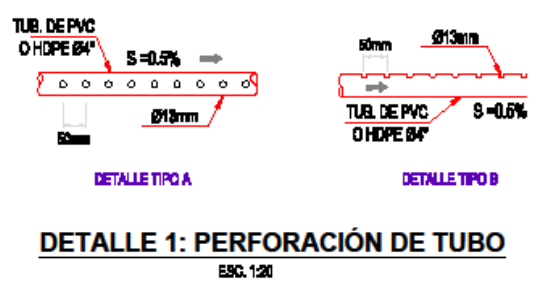 TUB. DE PVC
O HDPE Ø4"
S =0.5%
50mm
Ø13mm
DETALLE TIPO A
50mm
Ø13mm
TUB. DE PVC
O HDPE Ø4"
S =0.5%
DETALLE TIPO B
DETALLE 1: PERFORACIÓN DE TUBO
ESC. 1:20